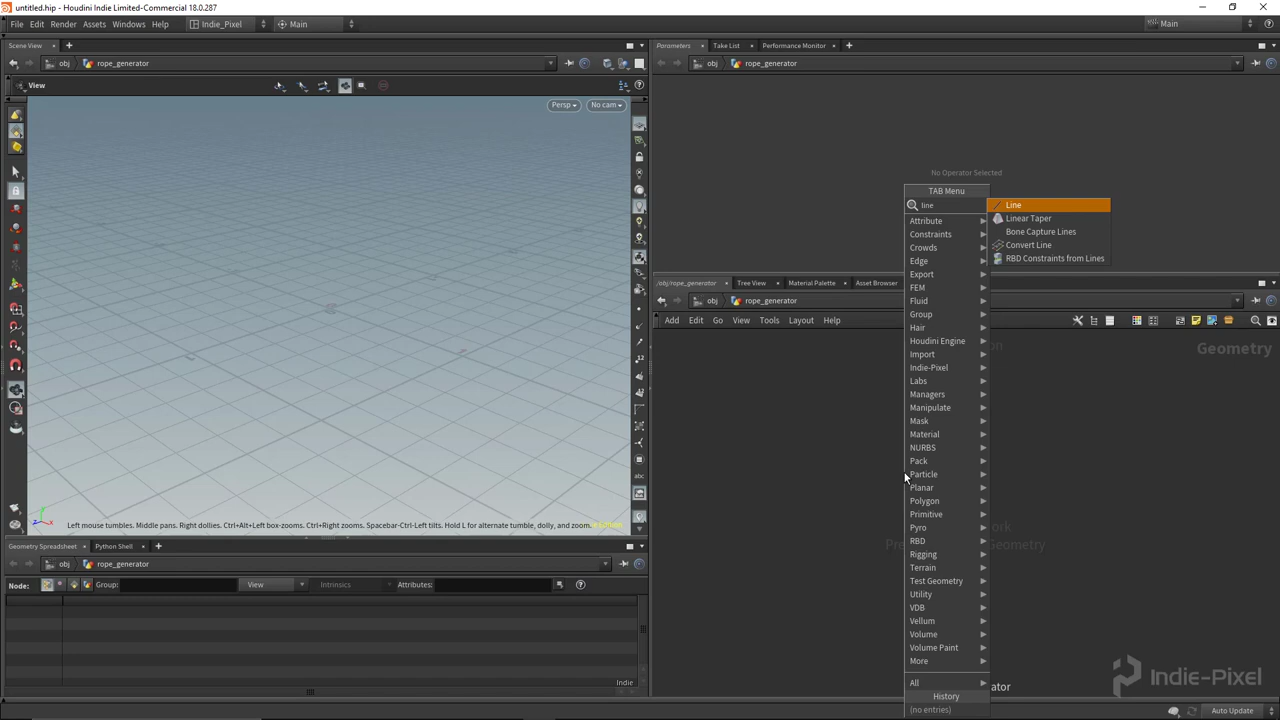 untitled.hip - Houdini Indie Limited-Commercial 18.0.287
File Edit Render Assets Windows Help Indie_Pixel Main Main
Scene View
obj rope_generator
View
Persp No cam
Left mouse tumbles. Middle pans. Right dollies. Ctrl+Alt+Left box-zooms. Ctrl+Right zooms. Spacebar-Ctrl-Left tilts. Hold L for alternate tumble, dolly, and zoom.
Geometry Spreadsheet Python Shell
obj rope_generator
Node: Group: View Intrinsics Attributes:
Indie
Parameters Take List Performance Monitor
obj rope_generator
No Operator Selected
/obj/rope_generator Tree View Material Palette Asset Browser
obj rope_generator
Add Edit Go View Tools Layout Help
Geometry
TAB Menu
line
Attribute
Constraints
Crowds
Edge
Export
FEM
Fluid
Group
Hair
Houdini Engine
Import
Indie-Pixel
Labs
Managers
Manipulate
Mask
Material
NURBS
Pack
Particle
Planar
Polygon
Primitive
Pyro
RBD
Rigging
Terrain
Test Geometry
Utility
VDB
Vellum
Volume
Volume Paint
More
All
History
(no entries)
Line
Linear Taper
Bone Capture Lines
Convert Line
RBD Constraints from Lines
Indie-Pixel
Auto Update